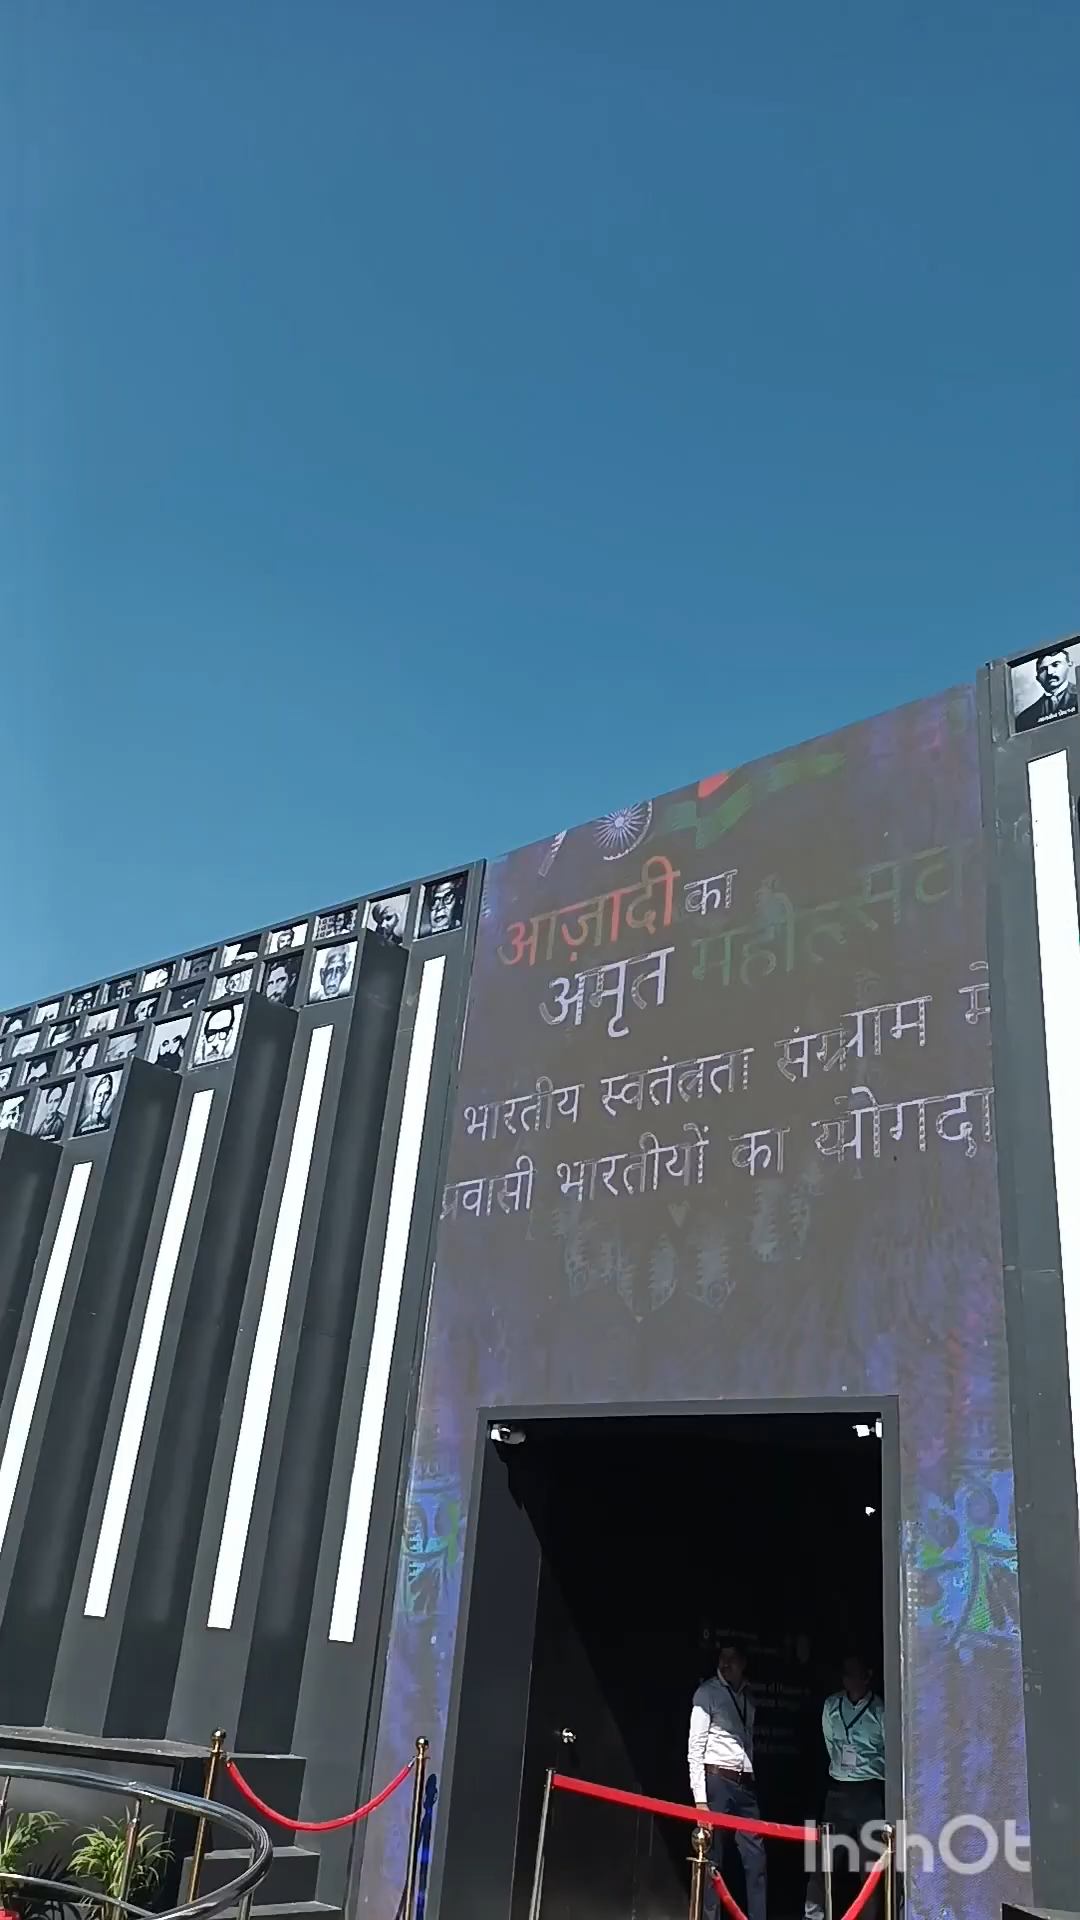 आज़ादी का
अमृत महोत्सव
भारतीय स्वतंत्रता संग्राम में
प्रवासी भारतीयों का योगदा
InShOt